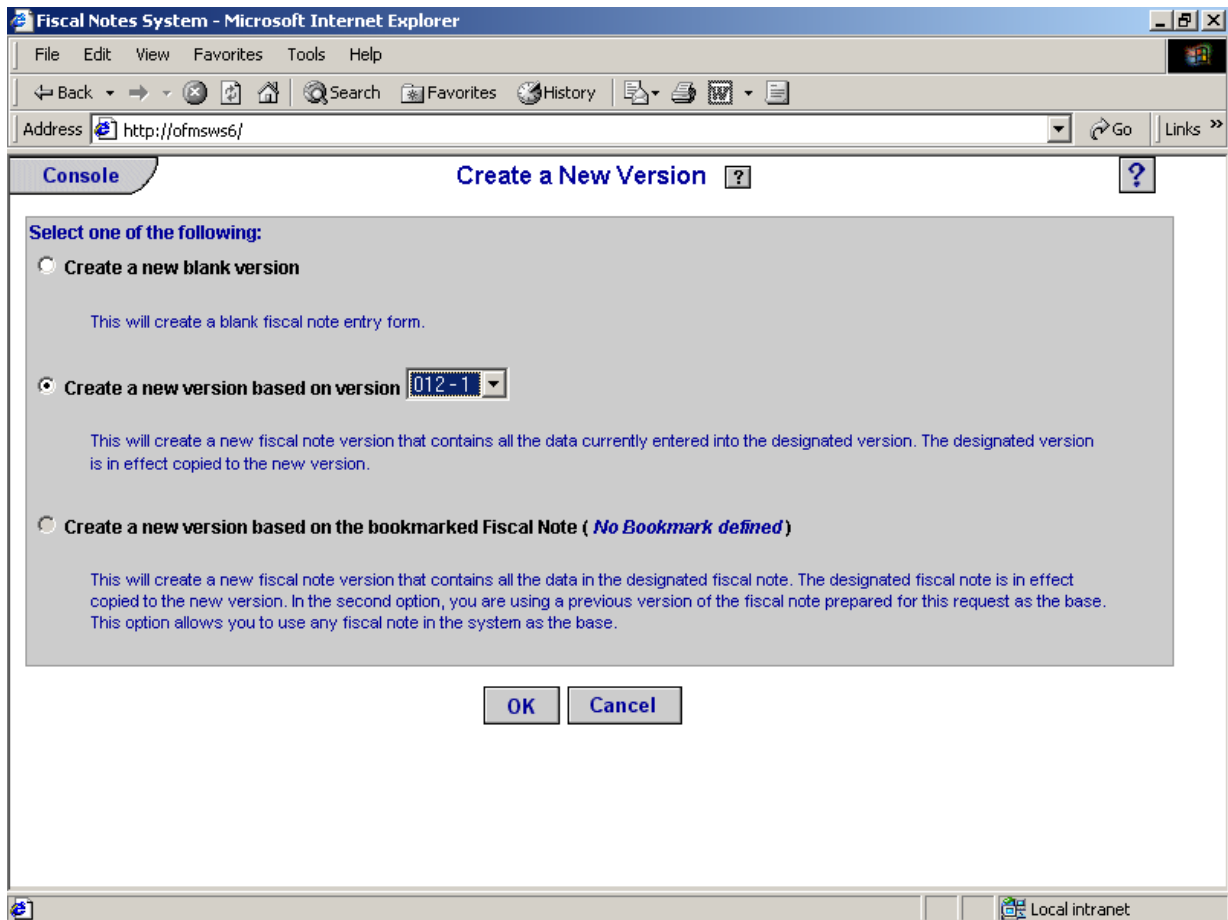 Fiscal Notes System - Microsoft Internet Explorer
File Edit View Favorites Tools Help
Back Search Favorites History
Address http://ofmsws6/ Go Links »
Console Create a New Version ? ?
Select one of the following:
Create a new blank version
This will create a blank fiscal note entry form.
Create a new version based on version 012 - 1
This will create a new fiscal note version that contains all the data currently entered into the designated version. The designated version
is in effect copied to the new version.
Create a new version based on the bookmarked Fiscal Note ( No Bookmark defined )
This will create a new fiscal note version that contains all the data in the designated fiscal note. The designated fiscal note is in effect
copied to the new version. In the second option, you are using a previous version of the fiscal note prepared for this request as the base.
This option allows you to use any fiscal note in the system as the base.
OK Cancel
Local intranet